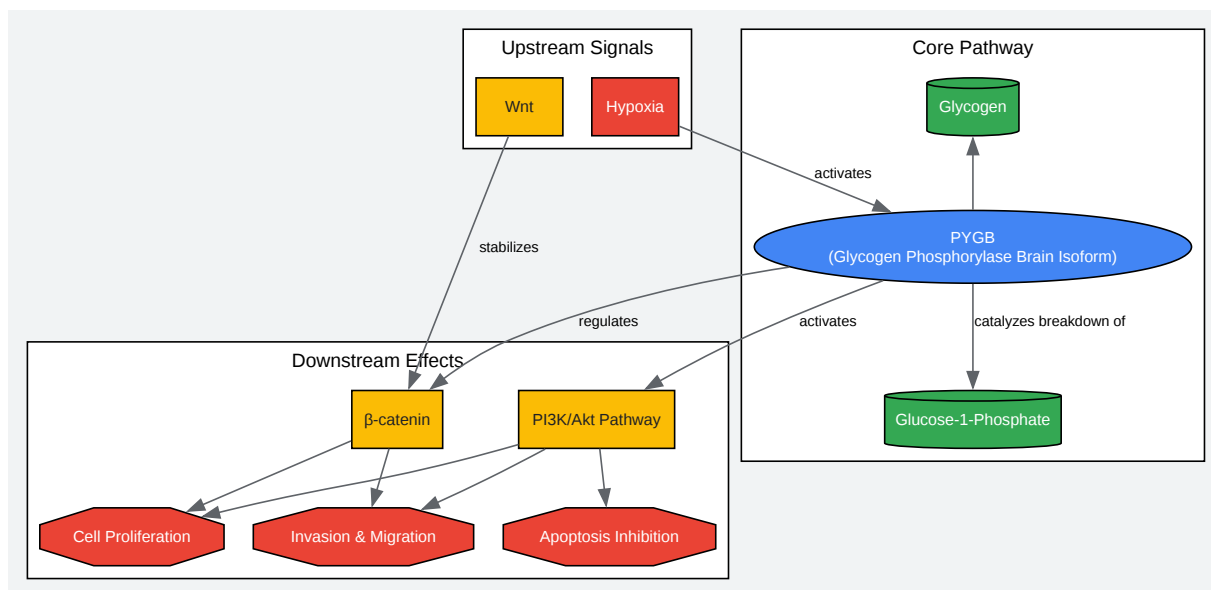 Upstream Signals
Core Pathway
Wnt
Hypoxia
Glycogen
activates
PYGB
(Glycogen Phosphorylase Brain Isoform)
stabilizes
regulates
activates
catalyzes breakdown of
Downstream Effects
β-catenin
PI3K/Akt Pathway
Glucose-1-Phosphate
Cell Proliferation
Invasion & Migration
Apoptosis Inhibition